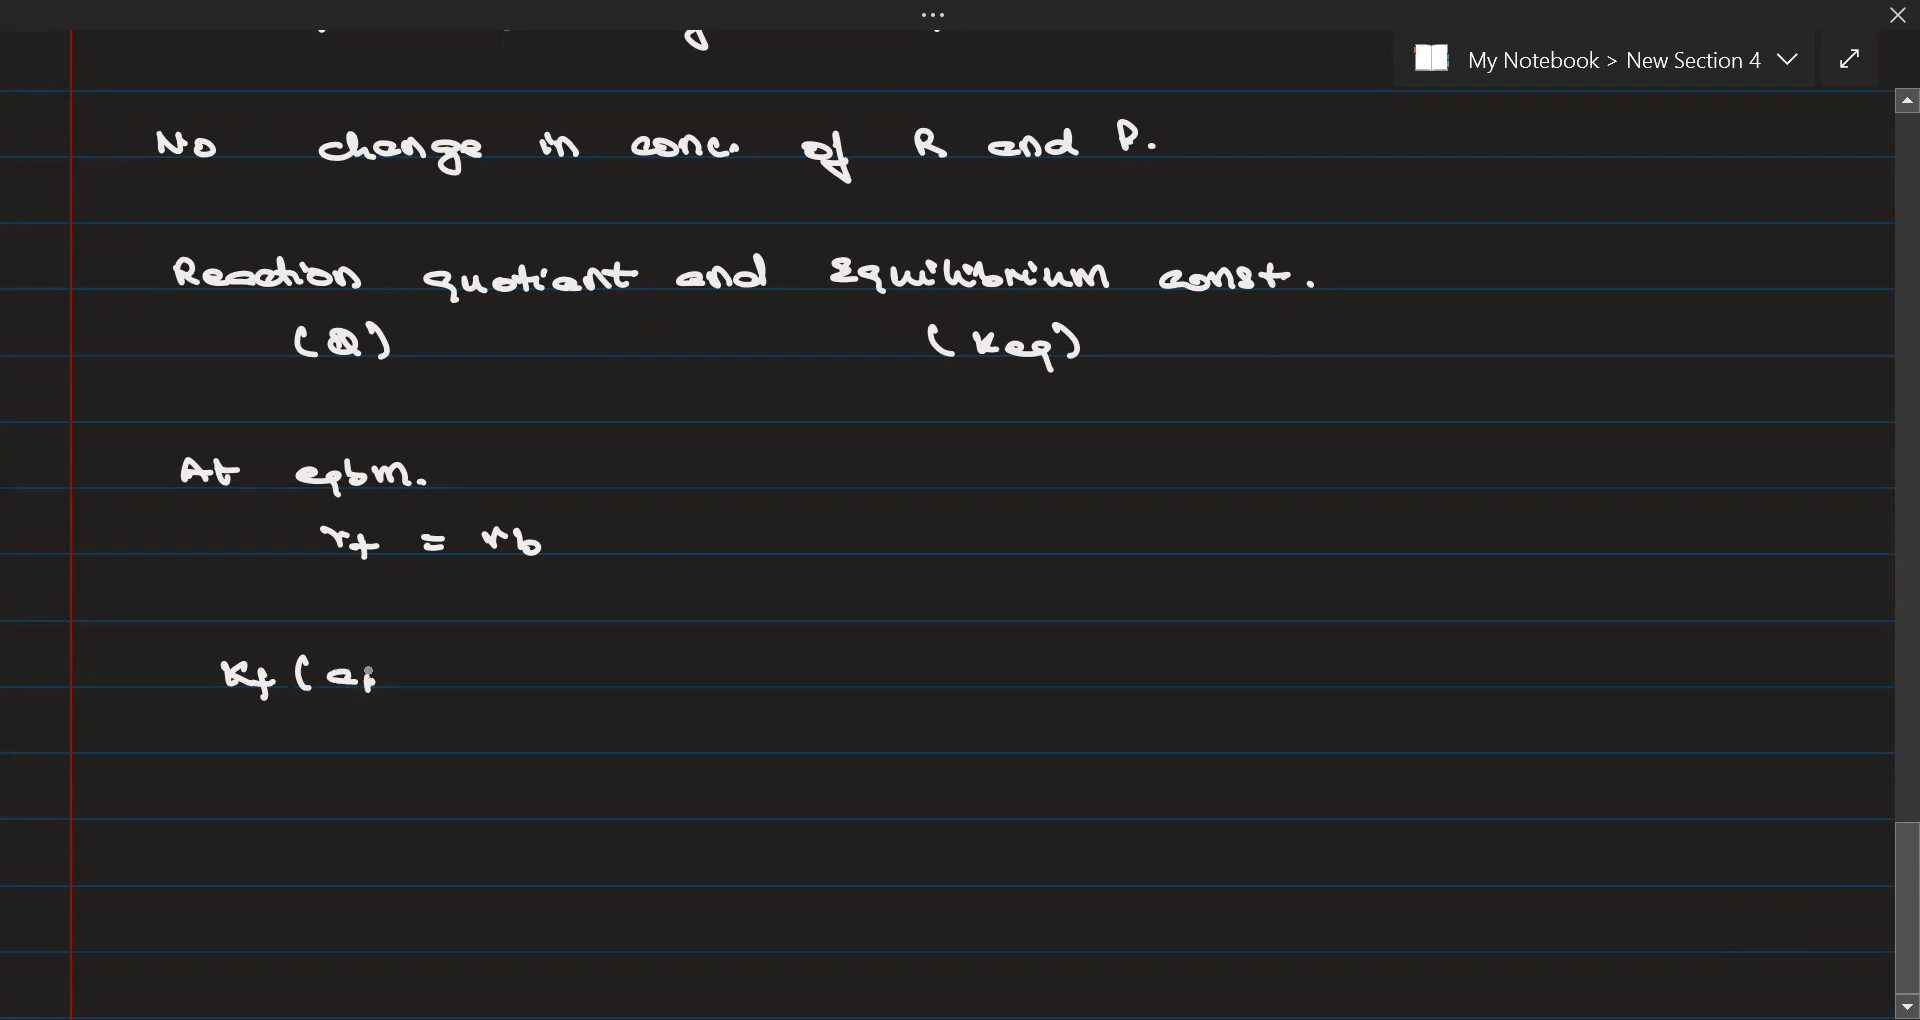 My Notebook > New Section 4
No change in conc. of R and P.
Reaction quotient and Equilibrium const.
(Q) (Keq)
At eqbm.
rf = rb
Kf (a